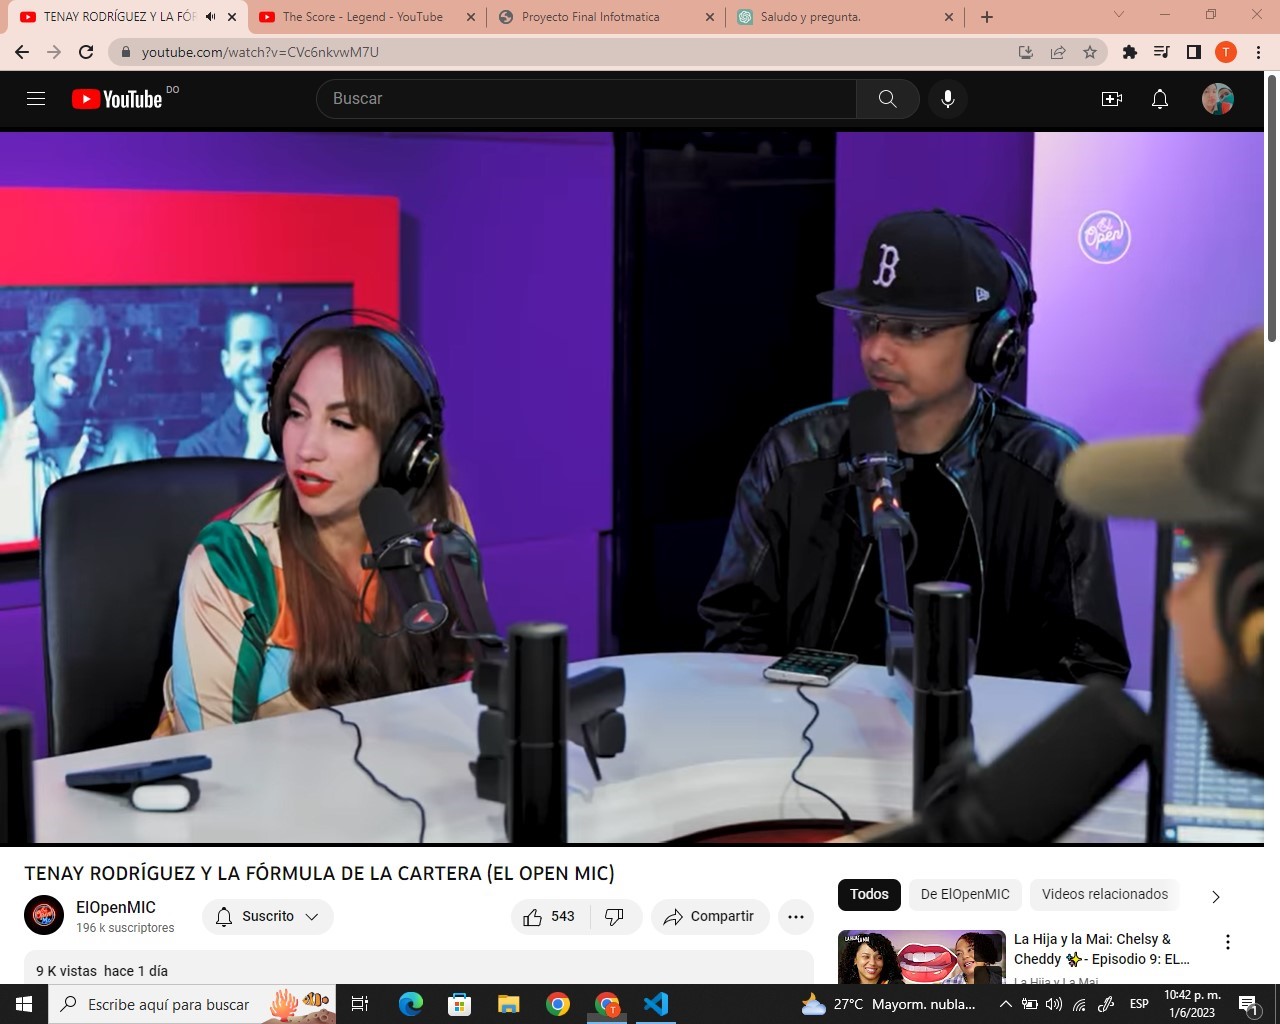 TENAY RODRÍGUEZ Y LA FÓR
The Score - Legend - YouTube
Proyecto Final Infotmatica
Saludo y pregunta.
youtube.com/watch?v=CVc6nkvwM7U
T
YouTube DO
Buscar
B
El Open
TENAY RODRÍGUEZ Y LA FÓRMULA DE LA CARTERA (EL OPEN MIC)
ElOpenMIC
196 k suscriptores
Suscrito
543
Compartir
9 K vistas hace 1 día
Todos
De ElOpenMIC
Videos relacionados
La Hija y la Mai: Chelsy &
Cheddy ✨- Episodio 9: EL...
La Hija y La Mai
Escribe aquí para buscar
27°C Mayorm. nubla...
ESP
10:42 p. m.
1/6/2023
1